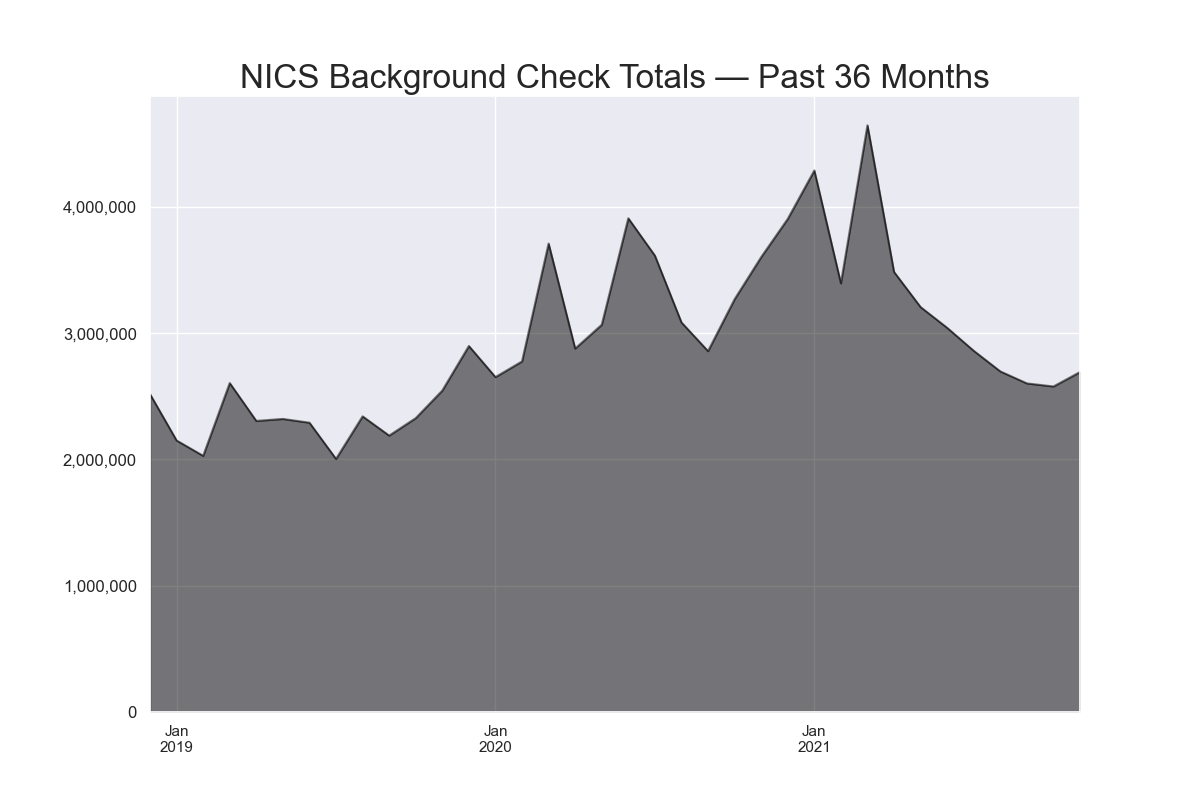 NICS Background Check Totals — Past 36 Months
4,000,000
3,000,000
2,000,000
1,000,000
0
Jan
2019
Jan
2020
Jan
2021